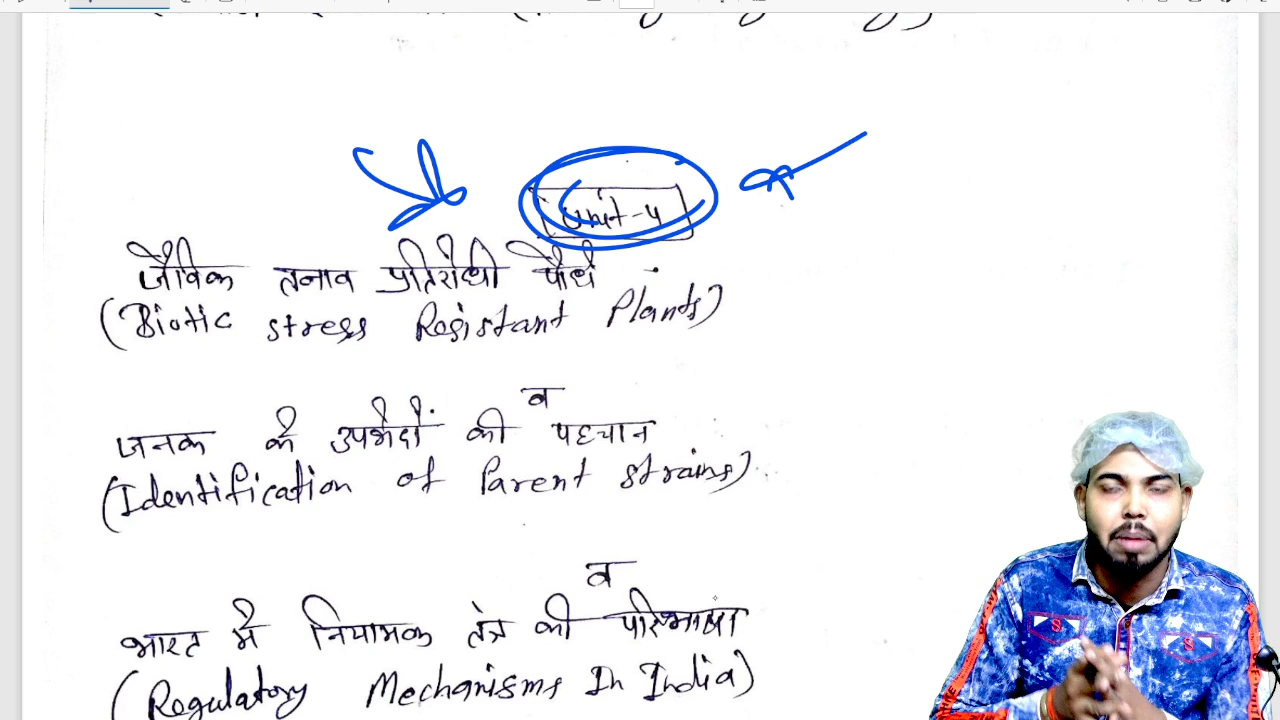 Unit-4
जैविक तनाव प्रतिरोधी पौधे
(Biotic stress Resistant Plants)
व
जनक के उपभेदों की पहचान
(Identification of Parent strains)
व
भारत में नियामक तंत्र की परिभाषा
(Regulatory Mechanisms In India)